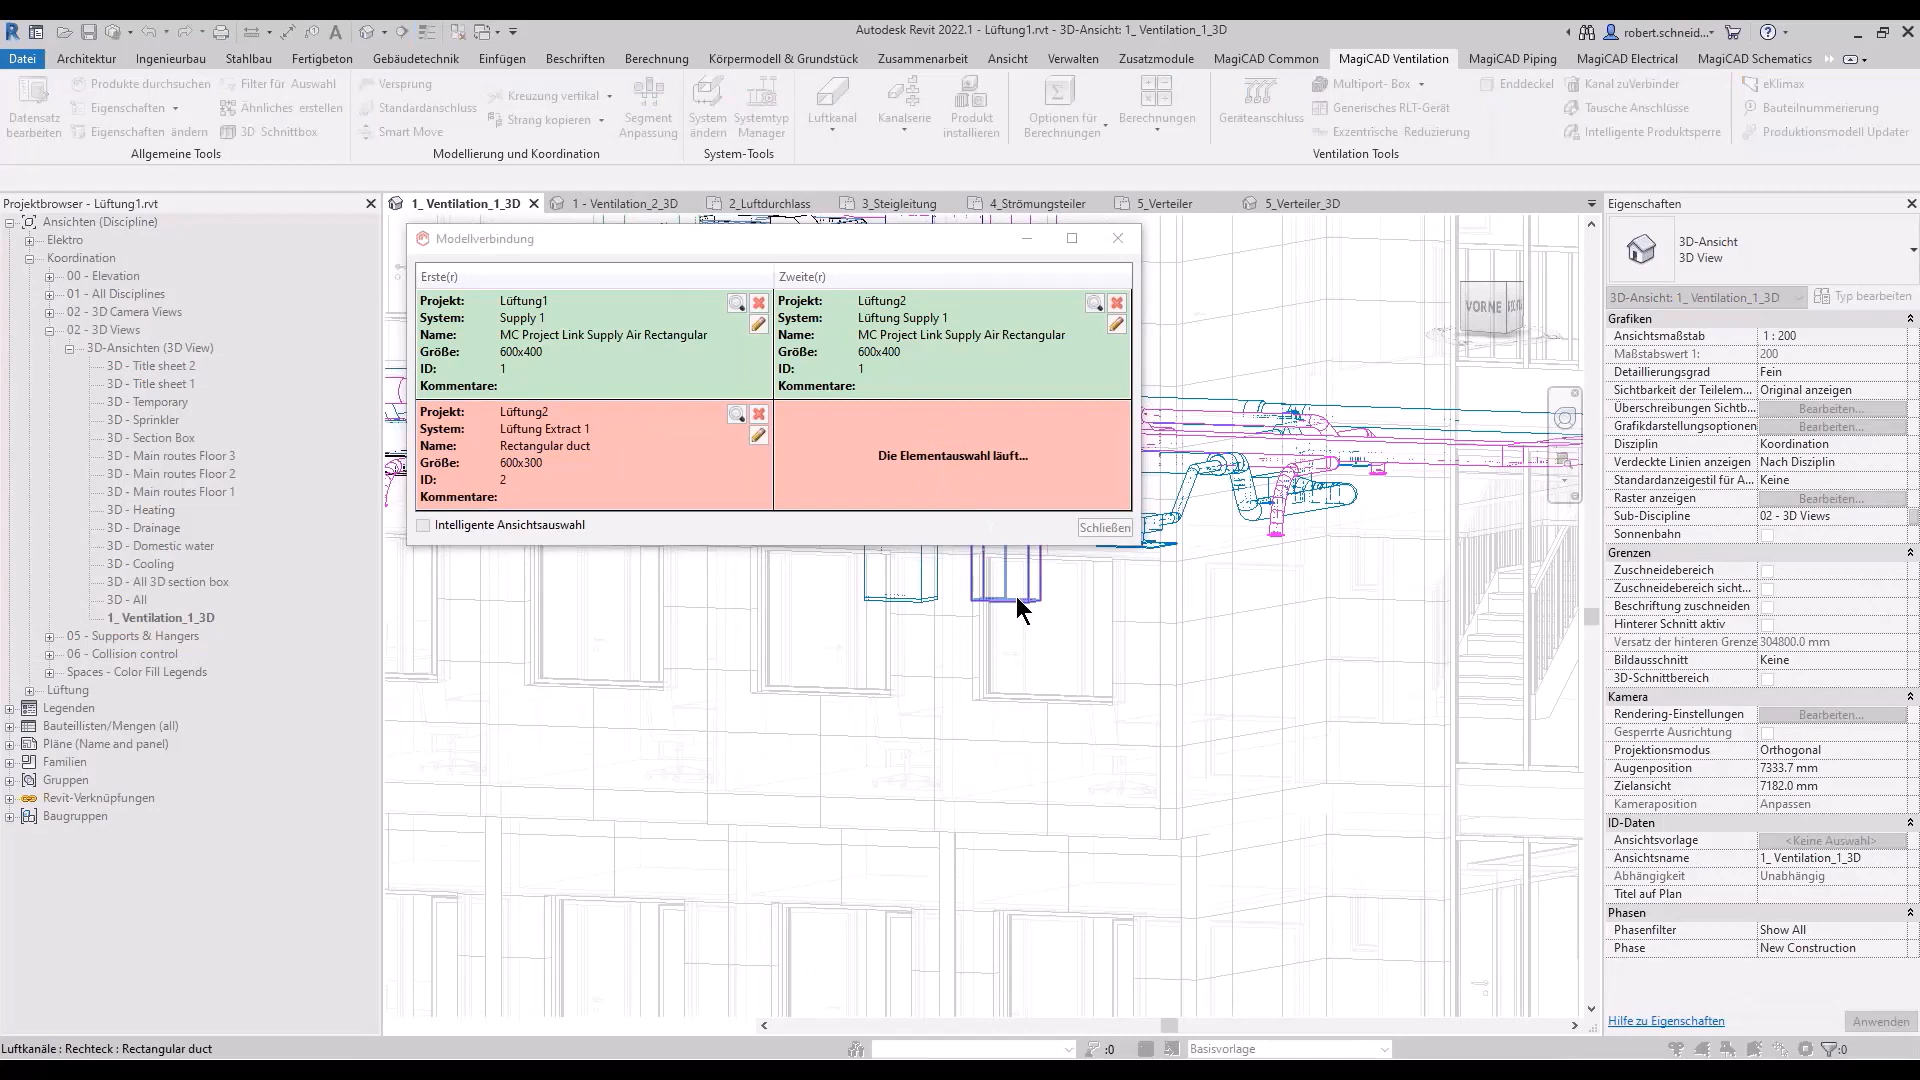 Autodesk Revit 2022.1 - Lüftung1.rvt - 3D-Ansicht: 1_ Ventilation_1_3D
robert.schneid...
Datei Architektur Ingenieurbau Stahlbau Fertigbeton Gebäudetechnik Einfügen Beschriften Berechnung Körpermodell & Grundstück Zusammenarbeit Ansicht Verwalten Zusatzmodule MagiCAD Common MagiCAD Ventilation MagiCAD Piping MagiCAD Electrical MagiCAD Schematics
Datensatz bearbeiten
Produkte durchsuchen
Eigenschaften
Eigenschaften ändern
Filter für Auswahl
Ähnliches erstellen
3D Schnittbox
Allgemeine Tools
Versprung
Standardanschluss
Smart Move
Kreuzung vertikal
Strang kopieren
Segment Anpassung
Modellierung und Koordination
System ändern
Systemtyp Manager
System-Tools
Luftkanal
Kanalserie
Produkt installieren
Optionen für Berechnungen
Berechnungen
Geräteanschluss
Multiport- Box
Generisches RLT-Gerät
Exzentrische Reduzierung
Enddeckel
Kanal zuVerbinder
Tausche Anschlüsse
Intelligente Produktsperre
Ventilation Tools
eKlimax
Bauteilnummerierung
Produktionsmodell Updater
Projektbrowser - Lüftung1.rvt
Ansichten (Discipline)
Elektro
Koordination
00 - Elevation
01 - All Disciplines
02 - 3D Camera Views
02 - 3D Views
3D-Ansichten (3D View)
3D - Title sheet 2
3D - Title sheet 1
3D - Temporary
3D - Sprinkler
3D - Section Box
3D - Main routes Floor 3
3D - Main routes Floor 2
3D - Main routes Floor 1
3D - Heating
3D - Drainage
3D - Domestic water
3D - Cooling
3D - All 3D section box
3D - All
1_ Ventilation_1_3D
05 - Supports & Hangers
06 - Collision control
Spaces - Color Fill Legends
Lüftung
Legenden
Bauteillisten/Mengen (all)
Pläne (Name and panel)
Familien
Gruppen
Revit-Verknüpfungen
Baugruppen
1_ Ventilation_1_3D 1 - Ventilation_2_3D 2_Luftdurchlass 3_Steigleitung 4_Strömungsteiler 5_Verteiler 5_Verteiler_3D
Modellverbindung
Erste(r) Zweite(r)
Projekt: Lüftung1
System: Supply 1
Name: MC Project Link Supply Air Rectangular
Größe: 600x400
ID: 1
Kommentare:
Projekt: Lüftung2
System: Lüftung Supply 1
Name: MC Project Link Supply Air Rectangular
Größe: 600x400
ID: 1
Kommentare:
Projekt: Lüftung2
System: Lüftung Extract 1
Name: Rectangular duct
Größe: 600x300
ID: 2
Kommentare:
Die Elementauswahl läuft...
Intelligente Ansichtsauswahl
Schließen
VORNE
Eigenschaften
3D-Ansicht
3D View
3D-Ansicht: 1_ Ventilation_1_3D Typ bearbeiten
Grafiken
Ansichtsmaßstab 1 : 200
Maßstabswert 1: 200
Detaillierungsgrad Fein
Sichtbarkeit der Teilelem... Original anzeigen
Überschreibungen Sichtb... Bearbeiten...
Grafikdarstellungsoptionen Bearbeiten...
Disziplin Koordination
Verdeckte Linien anzeigen Nach Disziplin
Standardanzeigestil für A... Keine
Raster anzeigen Bearbeiten...
Sub-Discipline 02 - 3D Views
Sonnenbahn
Grenzen
Zuschneidebereich
Zuschneidebereich sicht...
Beschriftung zuschneiden
Hinterer Schnitt aktiv
Versatz der hinteren Grenze 304800.0 mm
Bildausschnitt Keine
3D-Schnittbereich
Kamera
Rendering-Einstellungen Bearbeiten...
Gesperrte Ausrichtung
Projektionsmodus Orthogonal
Augenposition 7333.7 mm
Zielansicht 7182.0 mm
Kameraposition Anpassen
ID-Daten
Ansichtsvorlage <Keine Auswahl>
Ansichtsname 1_ Ventilation_1_3D
Abhängigkeit Unabhängig
Titel auf Plan
Phasen
Phasenfilter Show All
Phase New Construction
Hilfe zu Eigenschaften Anwenden
Luftkanäle : Rechteck : Rectangular duct
:0
Basisvorlage
:0